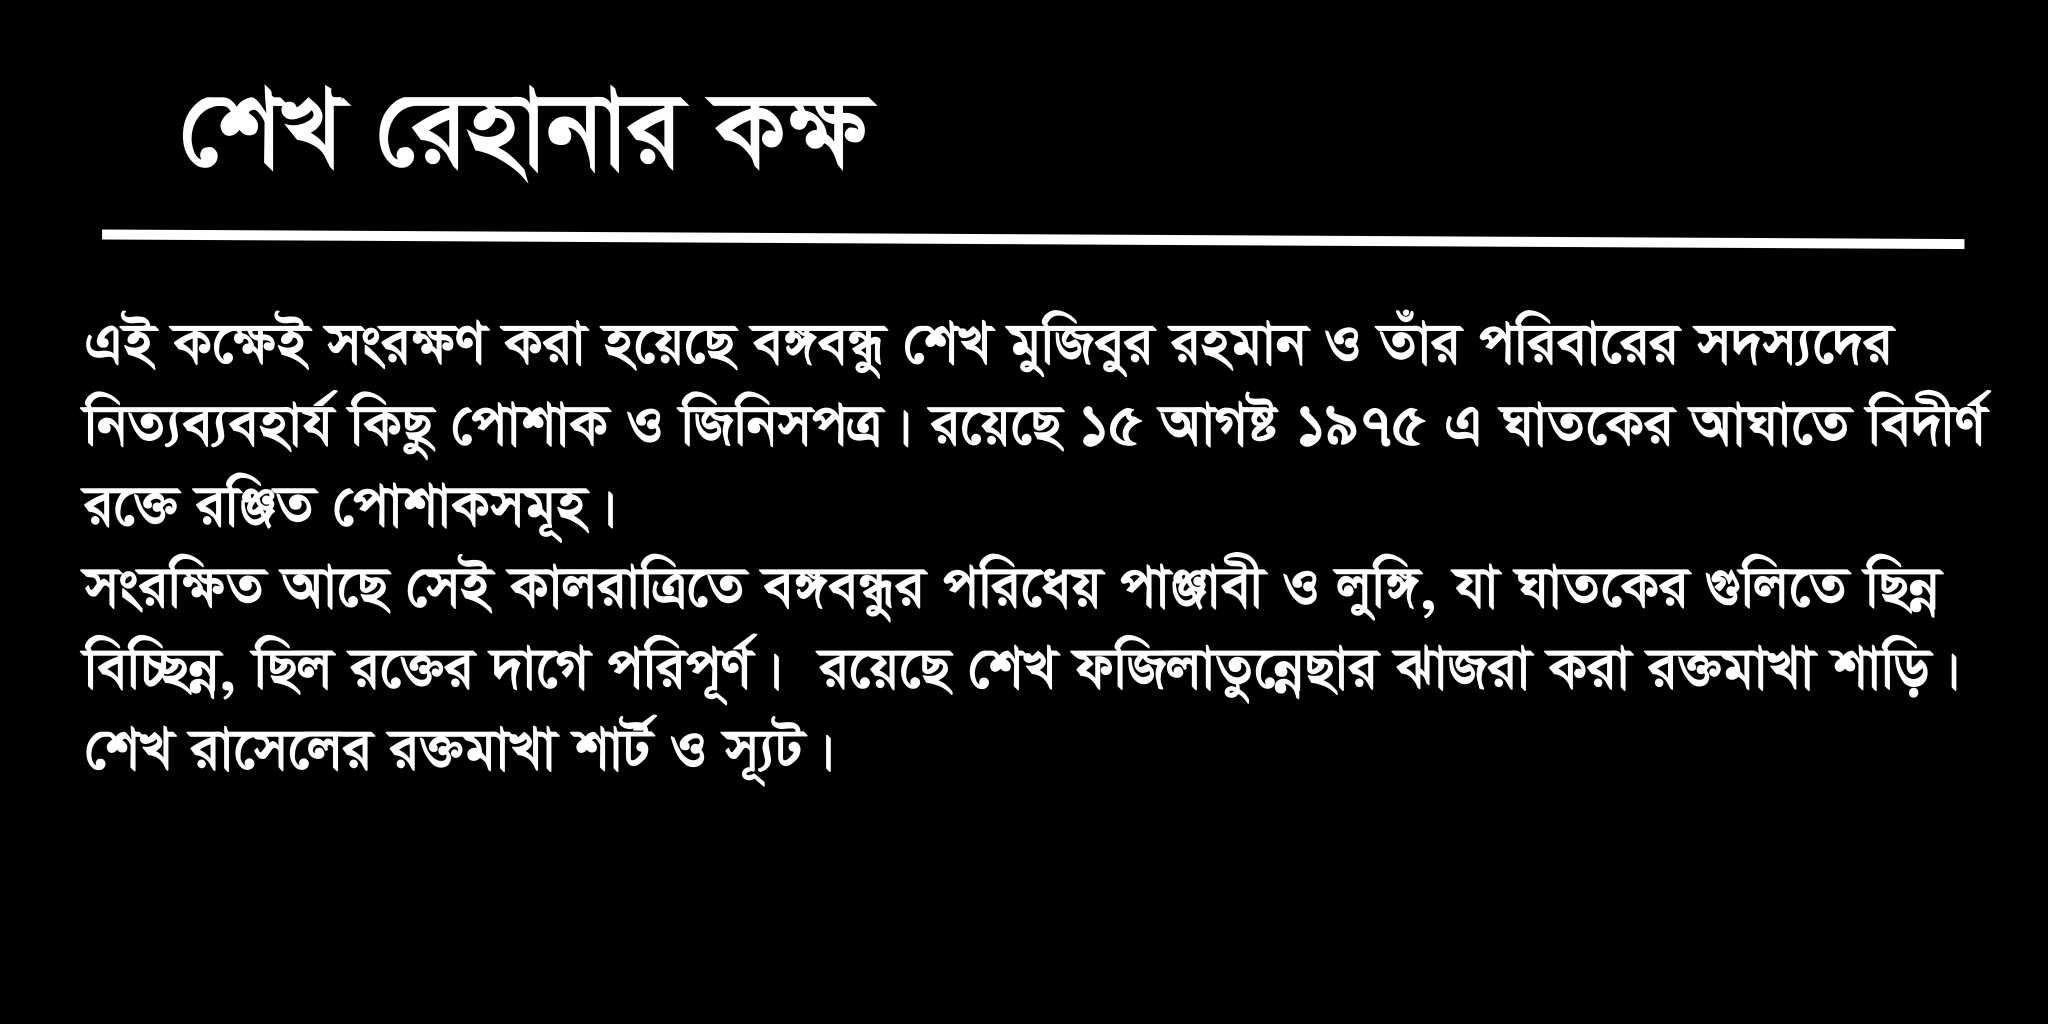 শেখ রেহানার কক্ষ
এই কক্ষেই সংরক্ষণ করা হয়েছে বঙ্গবন্ধু শেখ মুজিবুর রহমান ও তাঁর পরিবারের সদস্যদের
নিত্যব্যবহার্য কিছু পোশাক ও জিনিসপত্র। রয়েছে ১৫ আগষ্ট ১৯৭৫ এ ঘাতকের আঘাতে বিদীর্ণ
রক্তে রঞ্জিত পোশাকসমূহ।
সংরক্ষিত আছে সেই কালরাত্রিতে বঙ্গবন্ধুর পরিধেয় পাঞ্জাবী ও লুঙ্গি, যা ঘাতকের গুলিতে ছিন্ন
বিচ্ছিন্ন, ছিল রক্তের দাগে পরিপূর্ণ।  রয়েছে শেখ ফজিলাতুন্নেছার ঝাজরা করা রক্তমাখা শাড়ি।
শেখ রাসেলের রক্তমাখা শার্ট ও স্যূট।